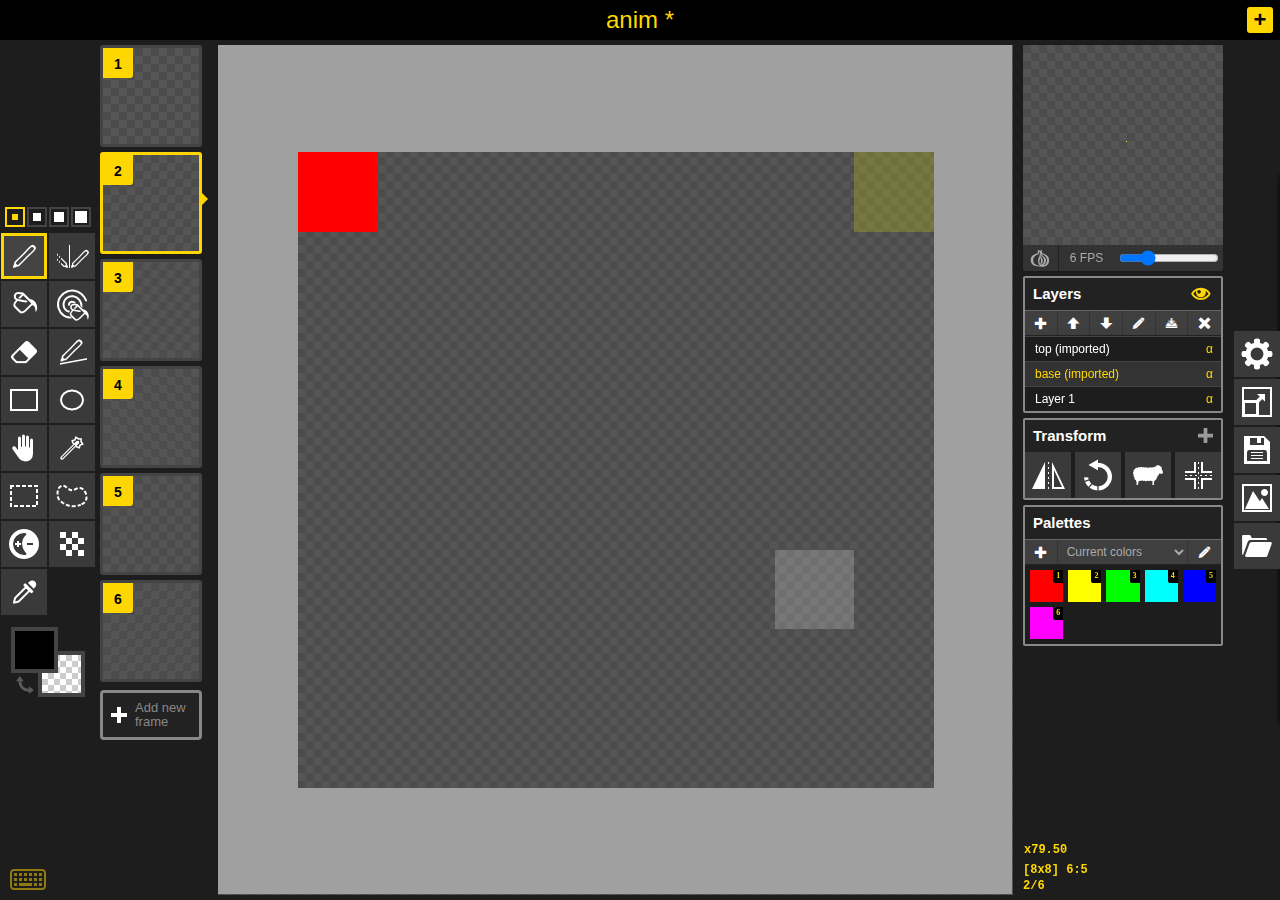 anim *
1
2
3
4
5
6
Add new
frame
6 FPS
Layers
top (imported) α
base (imported) α
Layer 1 α
Transform
Palettes
Current colors
1 2 3 4 5
6
x79.50
[8x8] 6:5
2/6